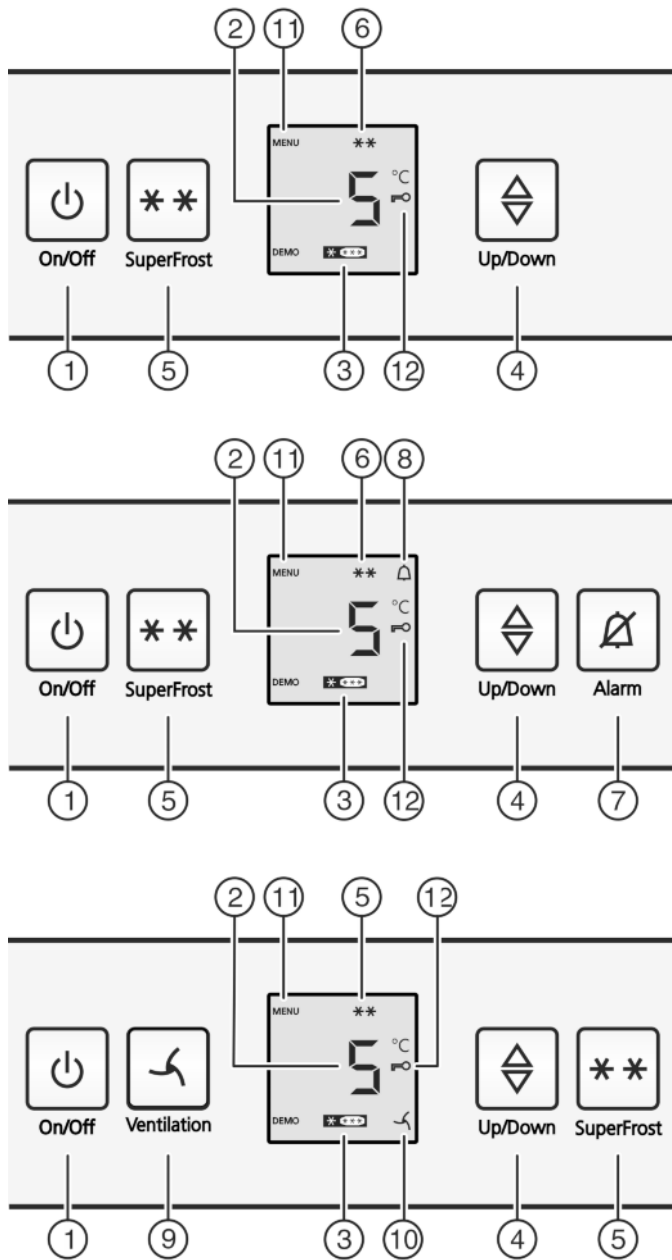 2 11 6
MENU
5 °C
DEMO
On/Off SuperFrost Up/Down
1 5 3 12 4
2 11 6 8
MENU
5 °C
DEMO
On/Off SuperFrost Up/Down Alarm
1 5 3 12 4 7
2 11 5 12
MENU
5 °C
DEMO
On/Off Ventilation Up/Down SuperFrost
1 9 3 10 4 5